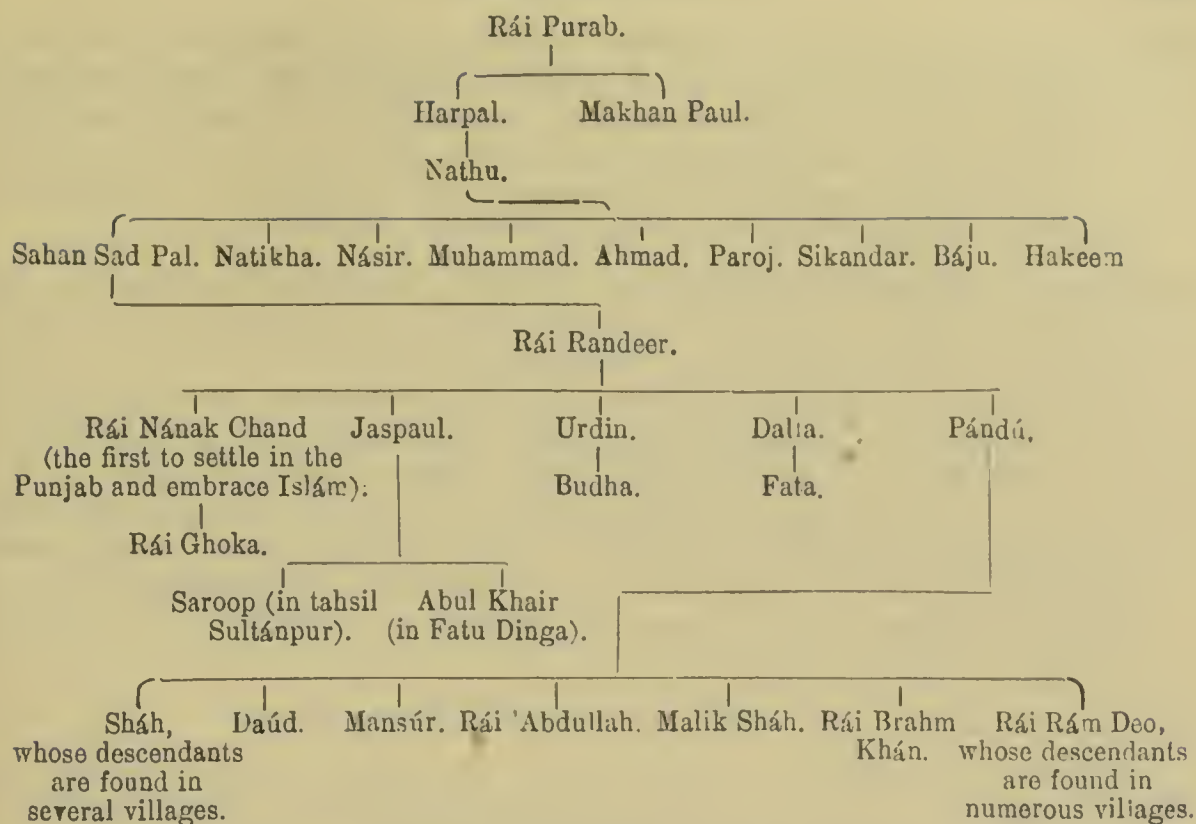 Rái Purab.
Harpal. Makhan Paul.
Nathu.
Sahan Sad Pal. Natikha. Násir. Muhammad. Ahmad. Paroj. Sikandar. Báju. Hakeem
Rái Randeer.
Rái Nának Chand Jaspaul. Urdin. Dalla. Pándú.
(the first to settle in the
Punjab and embrace Islám). Budha. Fata.
Rái Ghoka.
Saroop (in tahsil Abul Khair
Sultánpur). (in Fatu Dinga).
Sháh, Daúd. Mansúr. Rái 'Abdullah. Malik Sháh. Rái Brahm Rái Rám Deo,
whose descendants Khán. whose descendants
are found in are found in
several villages. numerous villages.